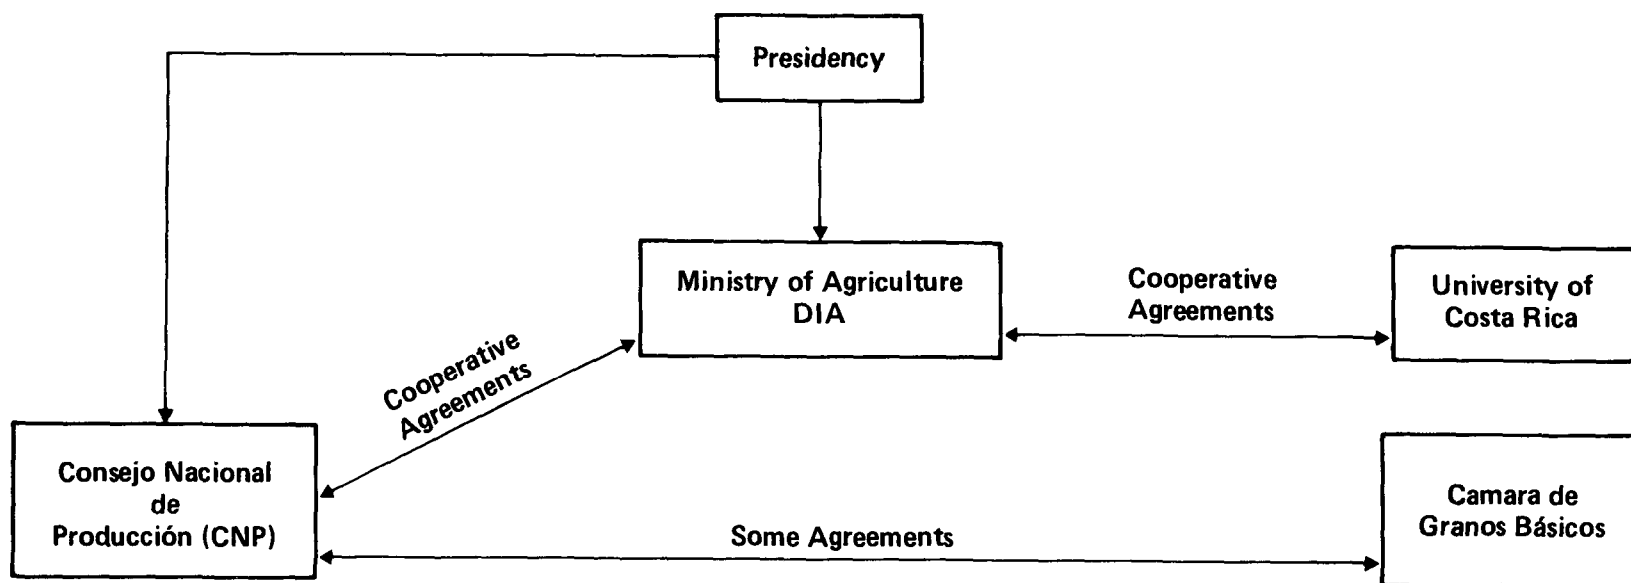 Presidency
Ministry of Agriculture
DIA
Cooperative
Agreements
University of
Costa Rica
Cooperative
Agreements
Consejo Nacional
de
Producción (CNP)
Some Agreements
Camara de
Granos Básicos